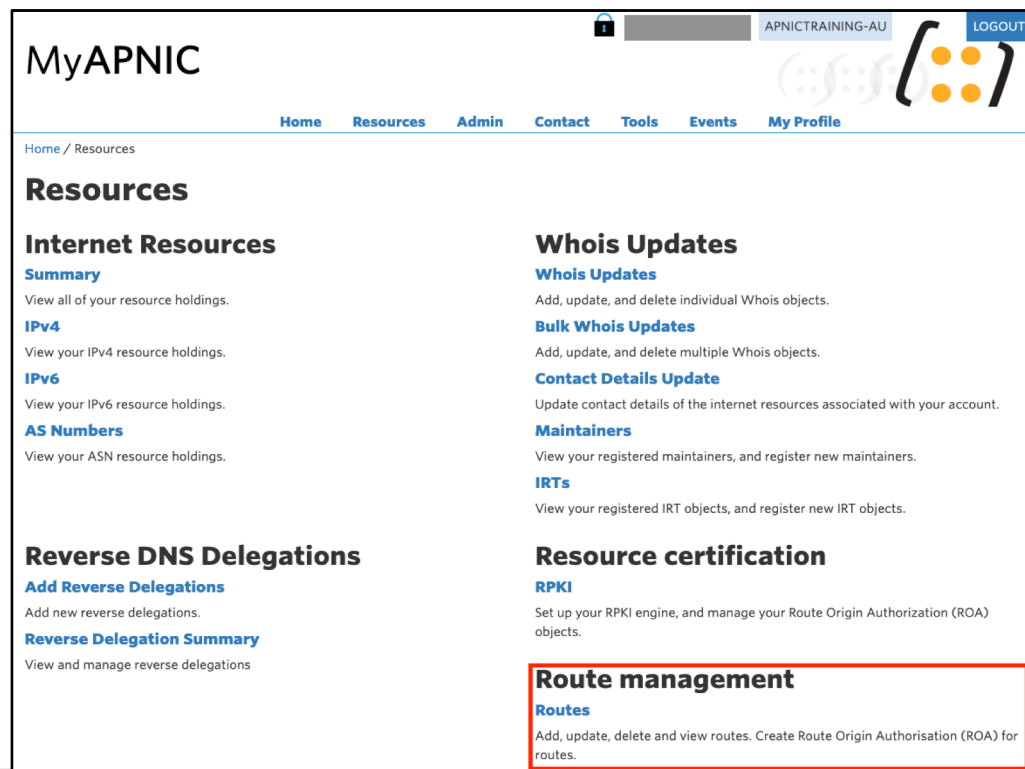 APNICTRAINING-AU
LOGOUT
MyAPNIC
Home Resources Admin Contact Tools Events My Profile
Home / Resources
Resources
Internet Resources
Summary
View all of your resource holdings.
IPv4
View your IPv4 resource holdings.
IPv6
View your IPv6 resource holdings.
AS Numbers
View your ASN resource holdings.
Whois Updates
Whois Updates
Add, update, and delete individual Whois objects.
Bulk Whois Updates
Add, update, and delete multiple Whois objects.
Contact Details Update
Update contact details of the internet resources associated with your account.
Maintainers
View your registered maintainers, and register new maintainers.
IRTs
View your registered IRT objects, and register new IRT objects.
Reverse DNS Delegations
Add Reverse Delegations
Add new reverse delegations.
Reverse Delegation Summary
View and manage reverse delegations
Resource certification
RPKI
Set up your RPKI engine, and manage your Route Origin Authorization (ROA)
objects.
Route management
Routes
Add, update, delete and view routes. Create Route Origin Authorisation (ROA) for
routes.